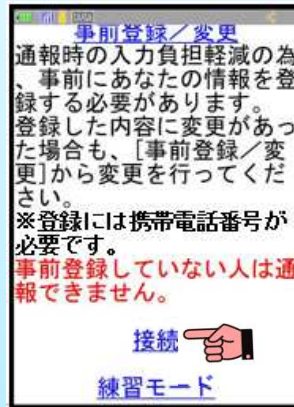 事前登録／変更
通報時の入力負担軽減の為
、事前にあなたの情報を登
録する必要があります。
登録した内容に変更があっ
た場合も、[事前登録／変
更]から変更を行ってくだ
さい。
※登録には携帯電話番号が
必要です。
事前登録していない人は通
報できません。
接続
練習モード